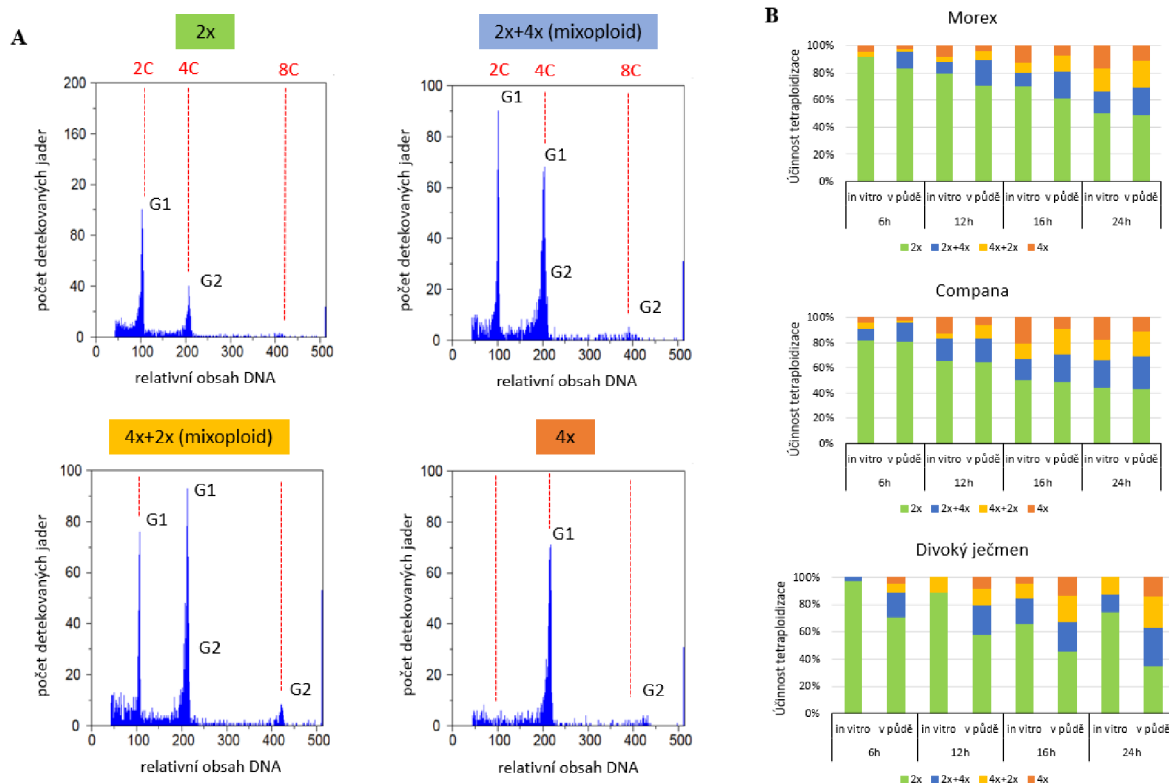 A
2x
2C 4C 8C
200
160
120
20
80
40
0
G1
G2
0 100 200 300 400 500
počet detekovaných jader
relativní obsah DNA
2x+4x (mixoploid)
2C 4C 8C
100
80
60
40
20
0
G1
G1
G2
G2
0 100 200 300 400 500
počet detekovaných jader
relativní obsah DNA
4x+2x (mixoploid)
100
80
60
40
20
0
G1
G1
G2
G2
0 100 200 300 400 500
počet detekovaných jader
relativní obsah DNA
4x
100
80
60
40
20
0
G1
0 100 200 300 400 500
počet detekovaných jader
relativní obsah DNA
B
Morex
Účinnost tetraploidizace
100%
80%
60%
40%
20%
0%
in vitro v půdě in vitro v půdě in vitro v půdě in vitro v půdě
6h 12h 16h 24h
2x 2x+4x 4x+2x 4x
Compana
Účinnost tetraploidizace
100%
80%
60%
40%
20%
0%
in vitro v půdě in vitro v půdě in vitro v půdě in vitro v půdě
6h 12h 16h 24h
2x 2x+4x 4x+2x 4x
Divoký ječmen
Účinnost tetraploidizace
100%
80%
60%
40%
20%
0%
in vitro v půdě in vitro v půdě in vitro v půdě in vitro v půdě
6h 12h 16h 24h
2x 2x+4x 4x+2x 4x